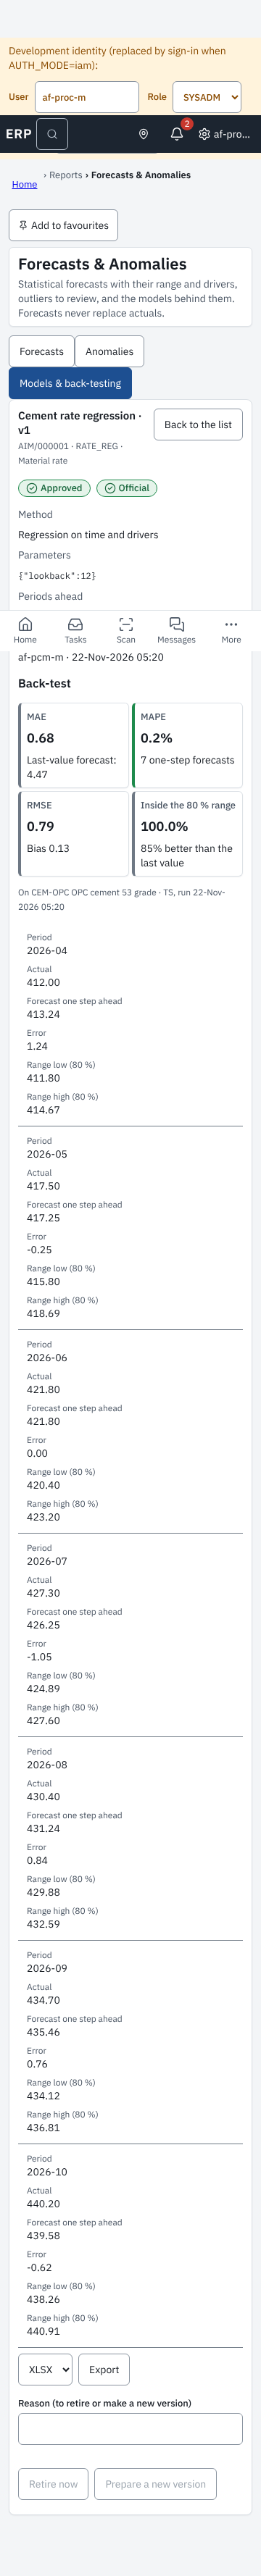 Development identity (replaced by sign-in when
AUTH_MODE=iam):
User
af-proc-m
Role
SYSADM
ERP
2
af-pro...
Home
› Reports › Forecasts & Anomalies
Add to favourites
Forecasts & Anomalies
Statistical forecasts with their range and drivers,
outliers to review, and the models behind them.
Forecasts never replace actuals.
Forecasts
Anomalies
Models & back-testing
Cement rate regression ·
v1
AIM/000001 · RATE_REG ·
Material rate
Back to the list
Approved
Official
Method
Regression on time and drivers
Parameters
{"lookback":12}
Periods ahead
Home
Tasks
Scan
Messages
More
af-pcm-m · 22-Nov-2026 05:20
Back-test
MAE
0.68
Last-value forecast:
4.47
MAPE
0.2%
7 one-step forecasts
RMSE
0.79
Bias 0.13
Inside the 80 % range
100.0%
85% better than the
last value
On CEM-OPC OPC cement 53 grade · TS, run 22-Nov-
2026 05:20
Period
2026-04
Actual
412.00
Forecast one step ahead
413.24
Error
1.24
Range low (80 %)
411.80
Range high (80 %)
414.67
Period
2026-05
Actual
417.50
Forecast one step ahead
417.25
Error
-0.25
Range low (80 %)
415.80
Range high (80 %)
418.69
Period
2026-06
Actual
421.80
Forecast one step ahead
421.80
Error
0.00
Range low (80 %)
420.40
Range high (80 %)
423.20
Period
2026-07
Actual
427.30
Forecast one step ahead
426.25
Error
-1.05
Range low (80 %)
424.89
Range high (80 %)
427.60
Period
2026-08
Actual
430.40
Forecast one step ahead
431.24
Error
0.84
Range low (80 %)
429.88
Range high (80 %)
432.59
Period
2026-09
Actual
434.70
Forecast one step ahead
435.46
Error
0.76
Range low (80 %)
434.12
Range high (80 %)
436.81
Period
2026-10
Actual
440.20
Forecast one step ahead
439.58
Error
-0.62
Range low (80 %)
438.26
Range high (80 %)
440.91
XLSX
Export
Reason (to retire or make a new version)
Retire now
Prepare a new version